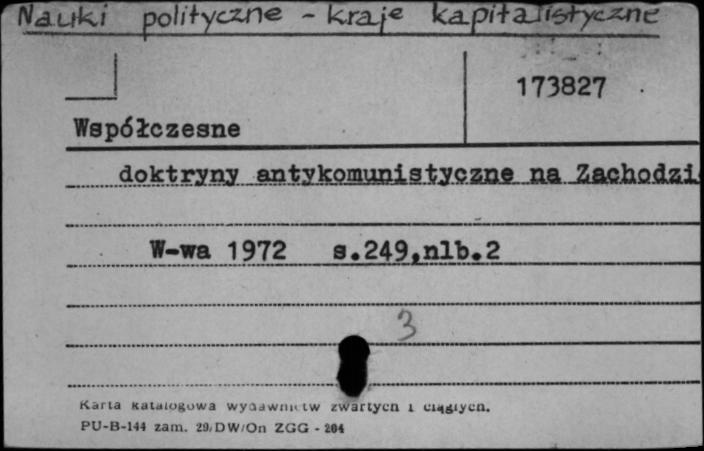 Nauki polityczne - kraje kapitalistyczne
173827
Współczesne
doktryny antykomunistyczne na Zachodzi
W-wa 1972 s.249,nlb.2
3
Karta katalogowa wydawnictw zwartych i ciągłych.
PU-B-144 zam. 29/DW/On ZGG - 204